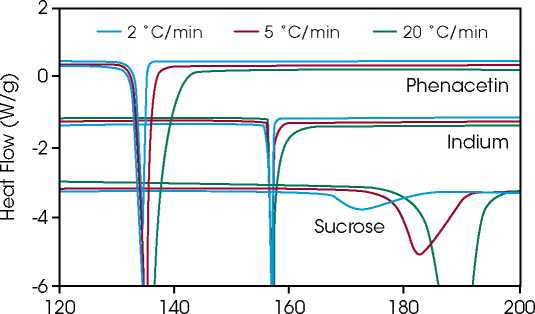 2
2 °C/min 5 °C/min 20 °C/min
0
Phenacetin
-2
Indium
Heat Flow (W/g)
-4
Sucrose
-6
120 140 160 180 200